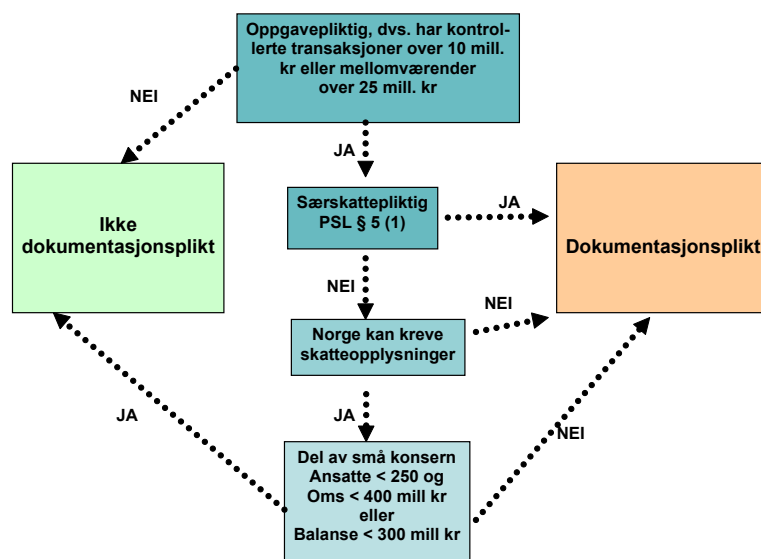 Oppgavepliktig, dvs. har kontrol-
lerte transaksjoner over 10 mill.
kr eller mellomværender
over 25 mill. kr
NEI
JA
Ikke
dokumentasjonsplikt
Særskattepliktig
PSL § 5 (1)
JA
Dokumentasjonsplikt
NEI
NEI
Norge kan kreve
skatteopplysninger
JA
JA
NEI
Del av små konsern
Ansatte < 250 og
Oms < 400 mill kr
eller
Balanse < 300 mill kr